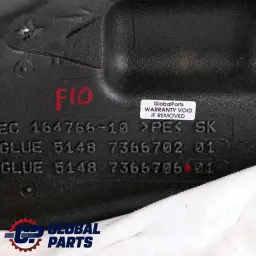 F10
GlobalParts
WARRANTY VOID
IF REMOVED
EC 164766-10 >PE< SK
GLUE 5148 7366702 01
GLUE 5148 7366706 01
GLOBAL
PARTS